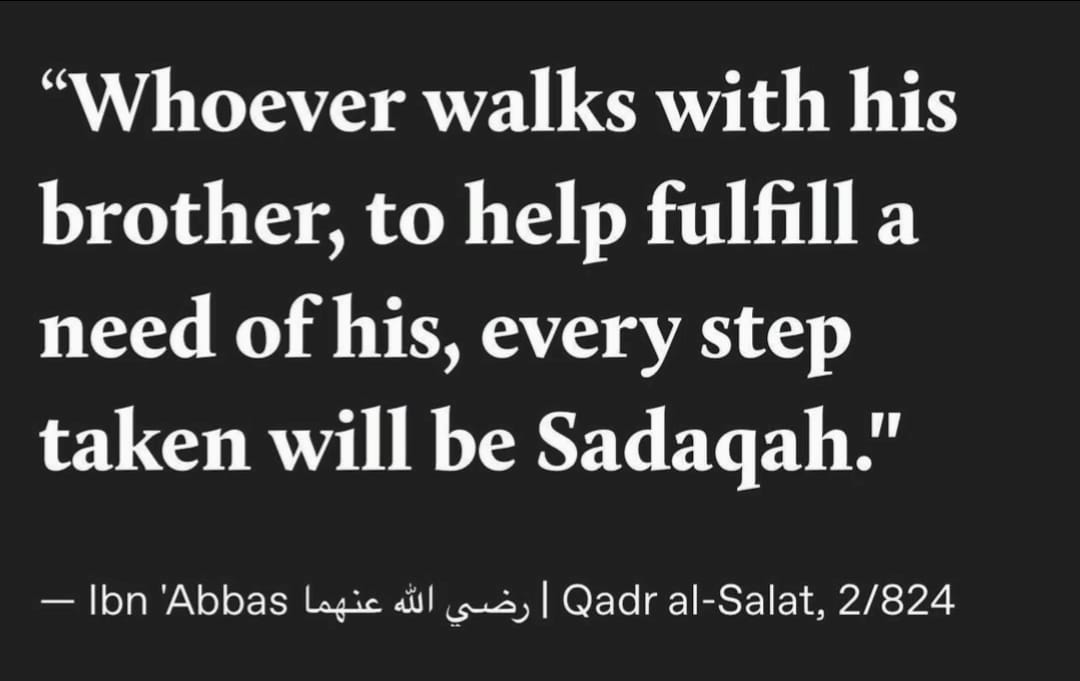 “Whoever walks with his
brother, to help fulfill a
need of his, every step
taken will be Sadaqah."
— Ibn 'Abbas رضي الله عنهما | Qadr al-Salat, 2/824